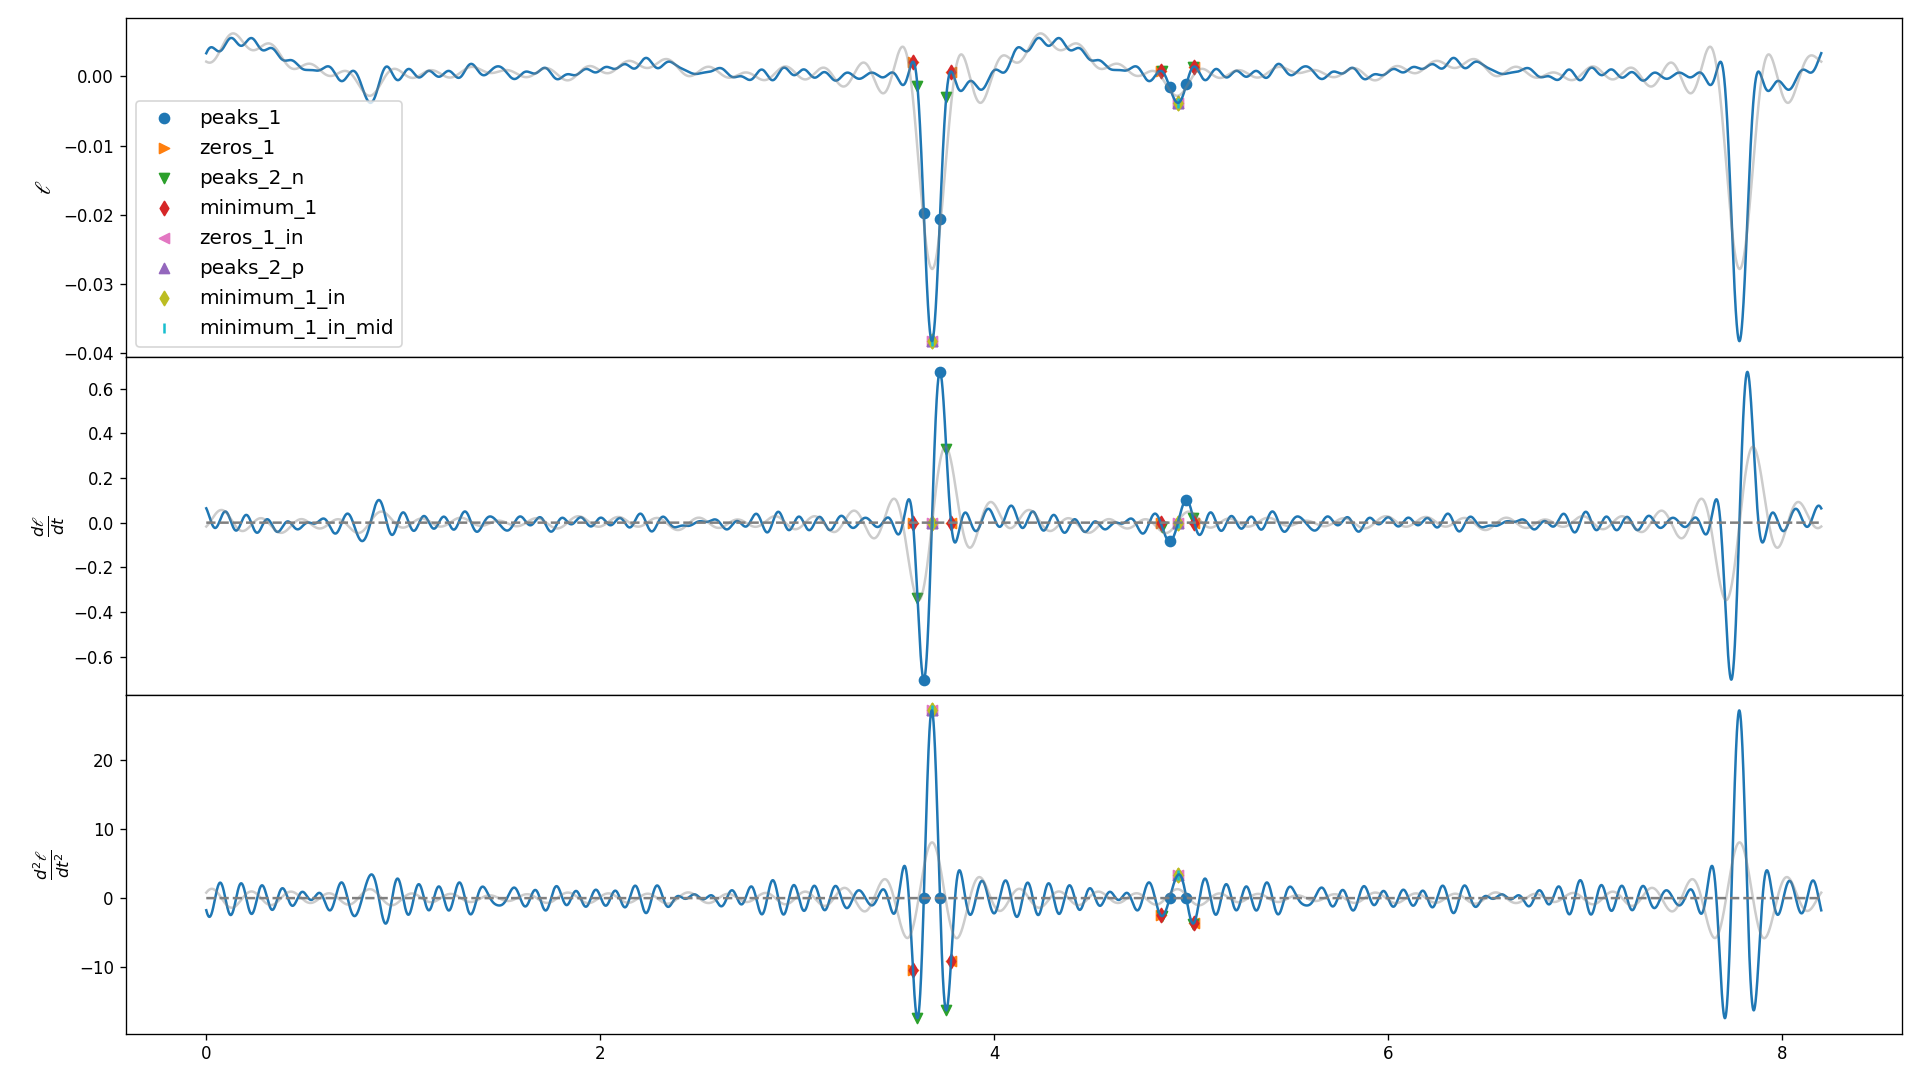 0.00
−0.01
−0.02
−0.03
−0.04
ℓ
peaks_1
zeros_1
peaks_2_n
minimum_1
zeros_1_in
peaks_2_p
minimum_1_in
minimum_1_in_mid
0.6
0.4
0.2
0.0
−0.2
−0.4
−0.6
dℓ
dt
20
10
0
−10
d²ℓ
dt²
0 2 4 6 8